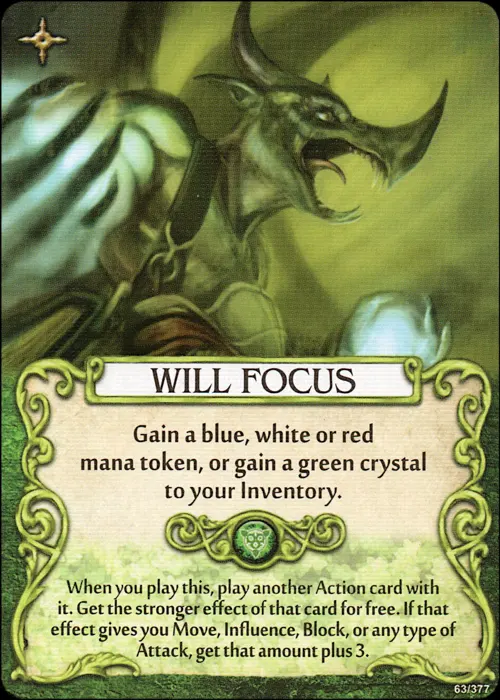 WILL FOCUS
Gain a blue, white or red
mana token, or gain a green crystal
to your Inventory.
When you play this, play another Action card with
it. Get the stronger effect of that card for free. If that
effect gives you Move, Influence, Block, or any type of
Attack, get that amount plus 3.
63/377